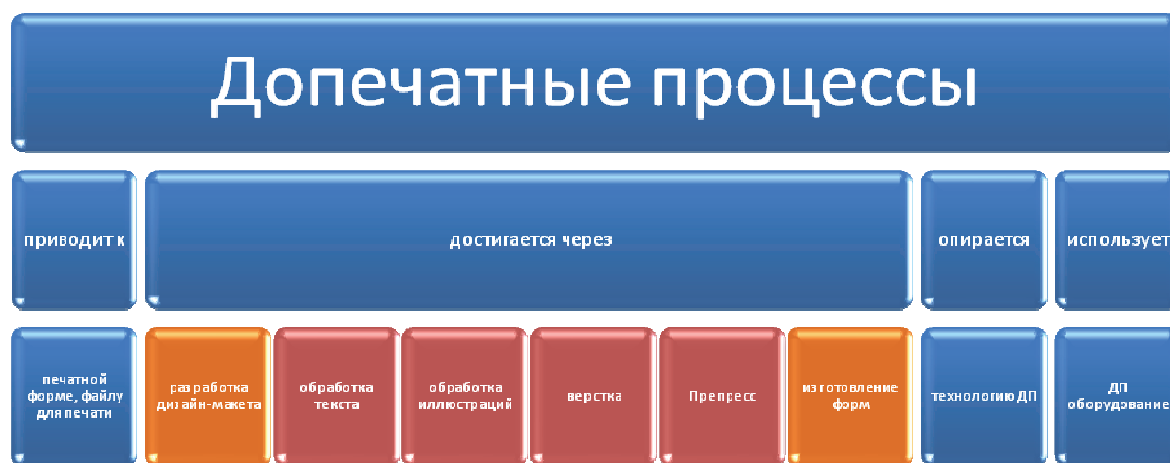 Допечатные процессы
приводит к
достигается через
опирается
использует
печатной
форме, файлу
для печати
разработка
дизайн-макета
обработка
текста
обработка
иллюстраций
верстка
Препресс
изготовление
форм
технологию ДП
ДП
оборудование